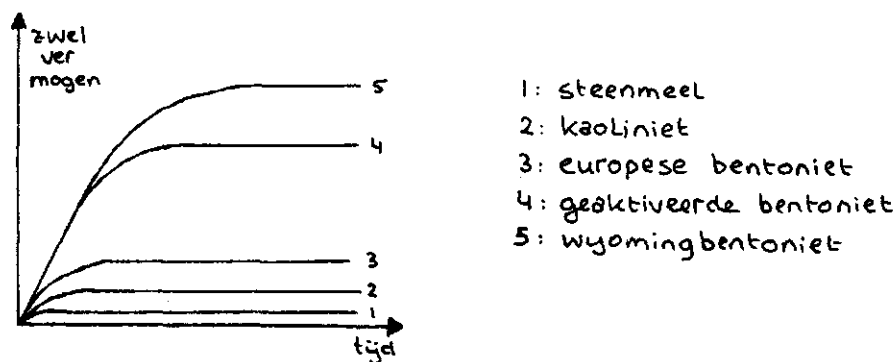 zwel
ver
mogen
5
4
3
2
1
tijd
1: steenmeel
2: kaoliniet
3: europese bentoniet
4: geaktiveerde bentoniet
5: wyomingbentoniet